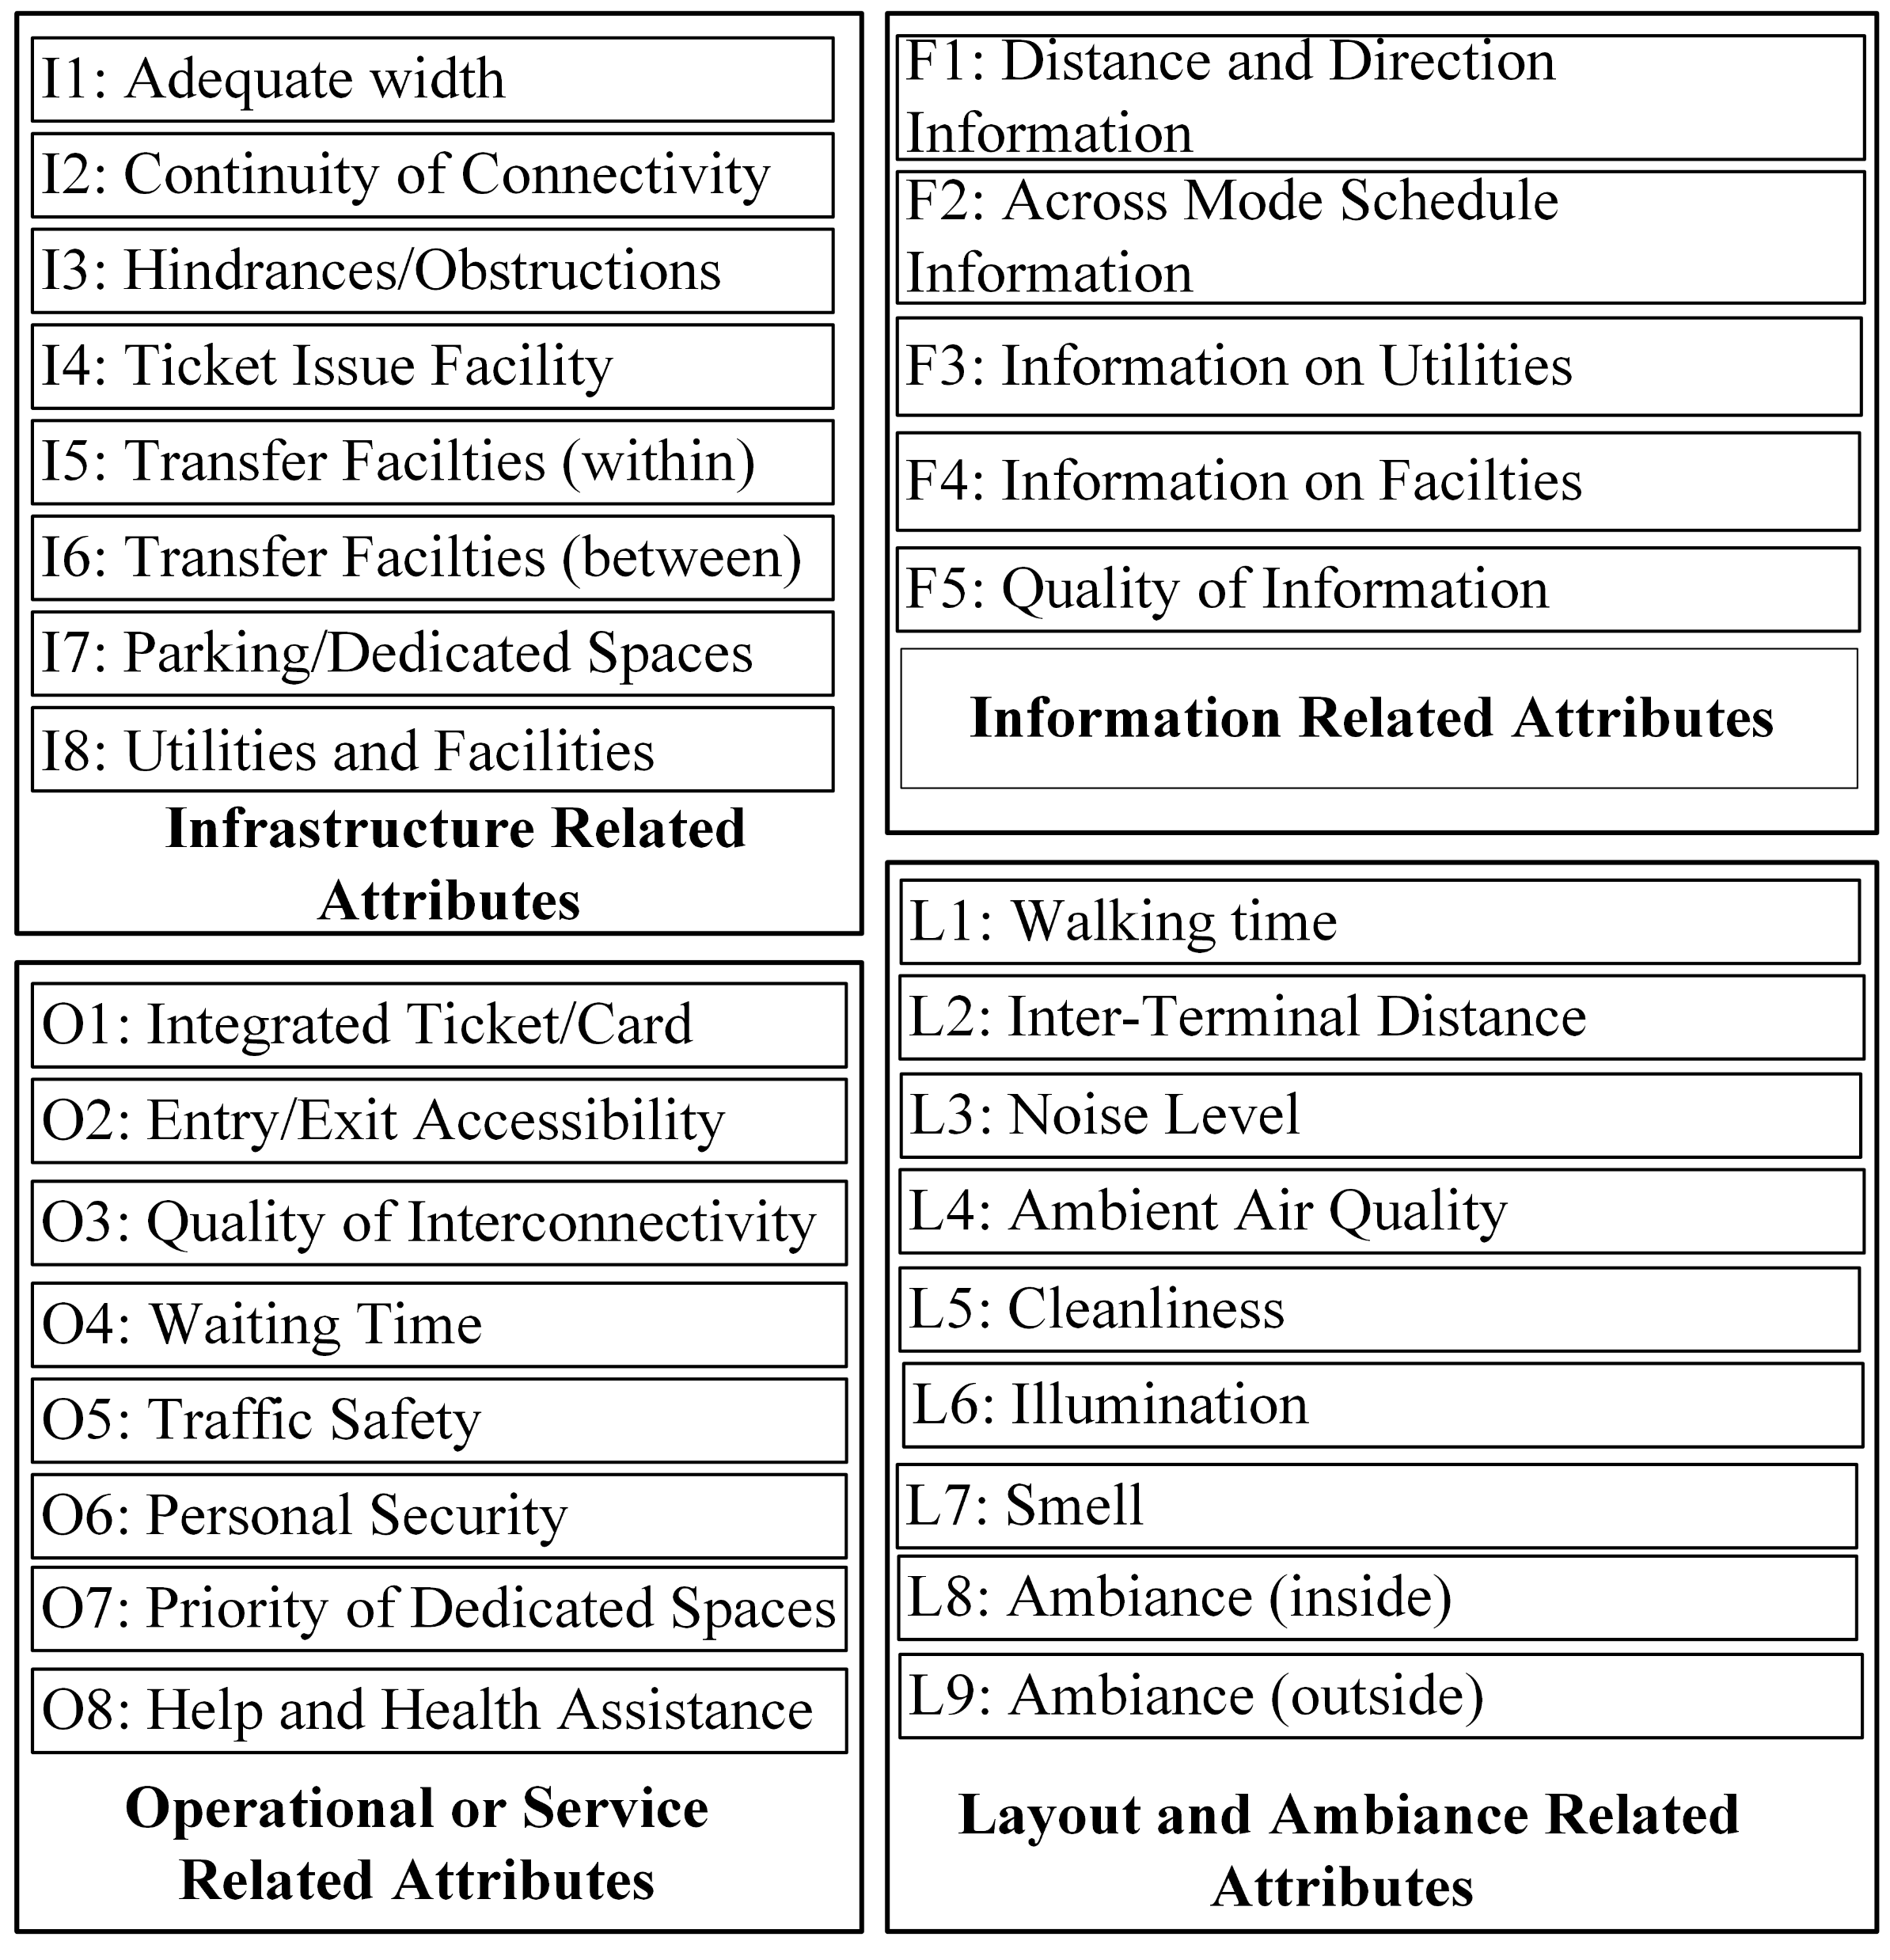 I1: Adequate width
I2: Continuity of Connectivity
I3: Hindrances/Obstructions
I4: Ticket Issue Facility
I5: Transfer Facilties (within)
I6: Transfer Facilties (between)
I7: Parking/Dedicated Spaces
I8: Utilities and Facilities
Infrastructure Related
Attributes
F1: Distance and Direction
Information
F2: Across Mode Schedule
Information
F3: Information on Utilities
F4: Information on Facilties
F5: Quality of Information
Information Related Attributes
O1: Integrated Ticket/Card
O2: Entry/Exit Accessibility
O3: Quality of Interconnectivity
O4: Waiting Time
O5: Traffic Safety
O6: Personal Security
O7: Priority of Dedicated Spaces
O8: Help and Health Assistance
Operational or Service
Related Attributes
L1: Walking time
L2: Inter-Terminal Distance
L3: Noise Level
L4: Ambient Air Quality
L5: Cleanliness
L6: Illumination
L7: Smell
L8: Ambiance (inside)
L9: Ambiance (outside)
Layout and Ambiance Related
Attributes